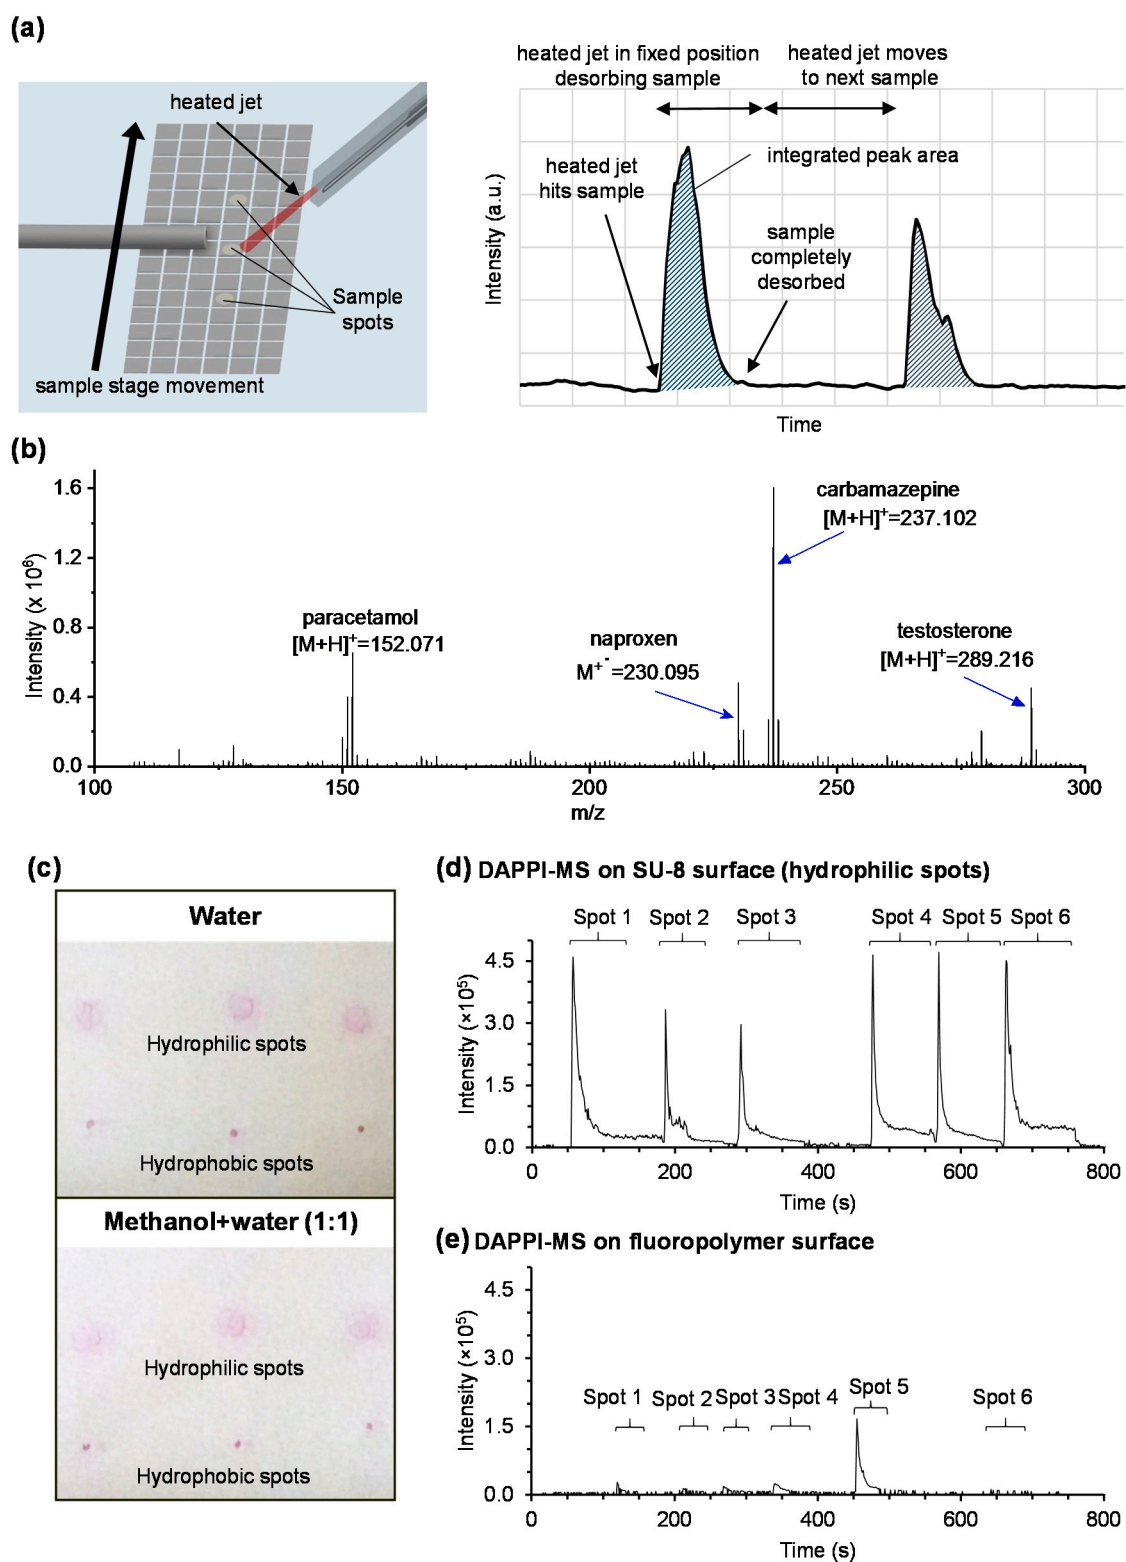 (a)
heated jet
Sample
spots
sample stage movement
heated jet in fixed position
desorbing sample
heated jet moves
to next sample
heated jet
hits sample
integrated peak area
sample
completely
desorbed
Intensity (a.u.)
Time
(b)
Intensity (x 10⁶)
1.6
1.2
0.8
0.4
0.0
paracetamol
[M+H]⁺=152.071
naproxen
M⁺˙=230.095
carbamazepine
[M+H]⁺=237.102
testosterone
[M+H]⁺=289.216
100
150
200
250
300
m/z
(c)
Water
Hydrophilic spots
Hydrophobic spots
Methanol+water (1:1)
Hydrophilic spots
Hydrophobic spots
(d) DAPPI-MS on SU-8 surface (hydrophilic spots)
Spot 1 Spot 2 Spot 3 Spot 4 Spot 5 Spot 6
Intensity (×10⁵)
4.5
3.0
1.5
0.0
0 200 400 600 800
Time (s)
(e) DAPPI-MS on fluoropolymer surface
Intensity (×10⁵)
4.5
3.0
1.5
0.0
Spot 1 Spot 2 Spot 3 Spot 4 Spot 5 Spot 6
0 200 400 600 800
Time (s)